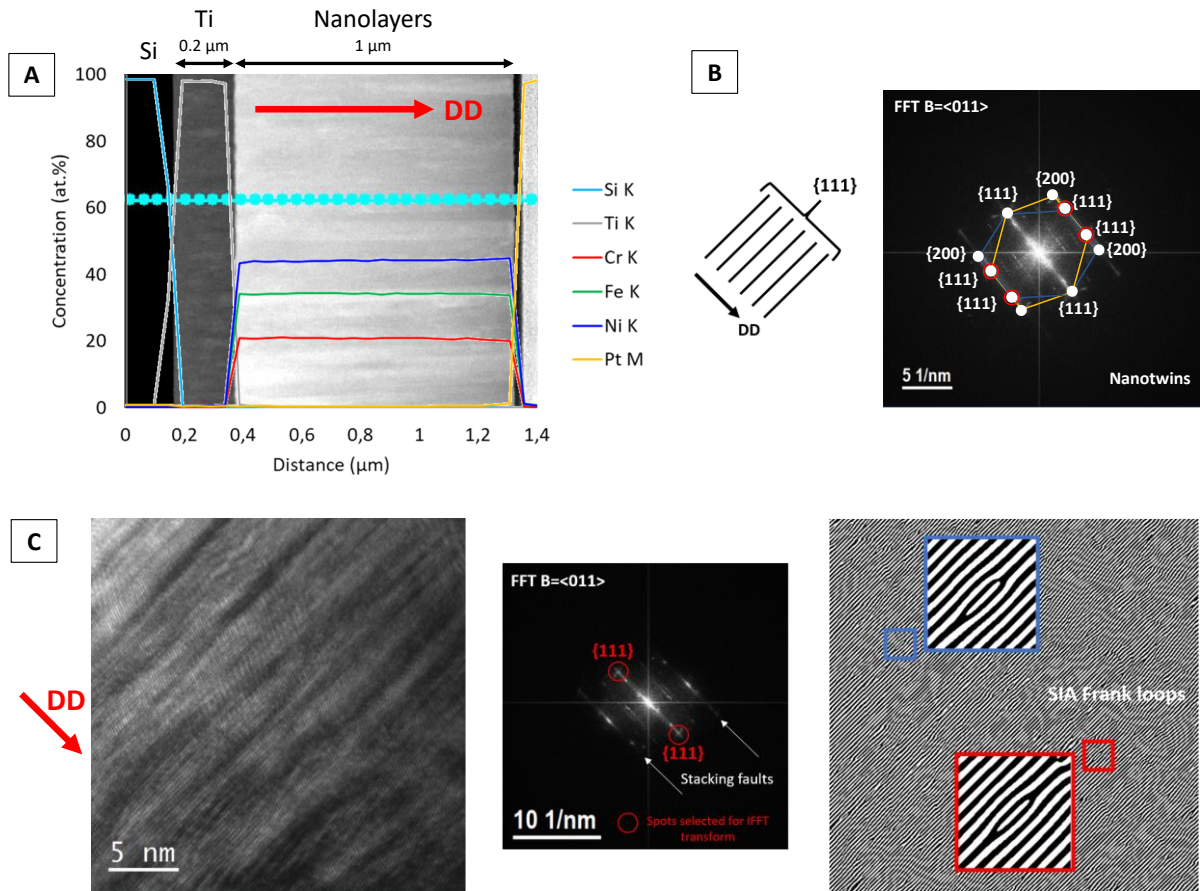 A
Si
Ti
0.2 µm
Nanolayers
1 µm
DD
Concentration (at.%)
100
80
60
40
20
0
0
0,2
0,4
0,6
0,8
1
1,2
1,4
Distance (µm)
Si K
Ti K
Cr K
Fe K
Ni K
Pt M
B
{111}
DD
FFT B=<011>
{200}
{111}
{111}
{111}
{200}
{200}
{111}
{111}
{111}
5 1/nm
Nanotwins
C
DD
5 nm
FFT B=<011>
{111}
{111}
Stacking faults
10 1/nm
Spots selected for IFFT
transform
SIA Frank loops